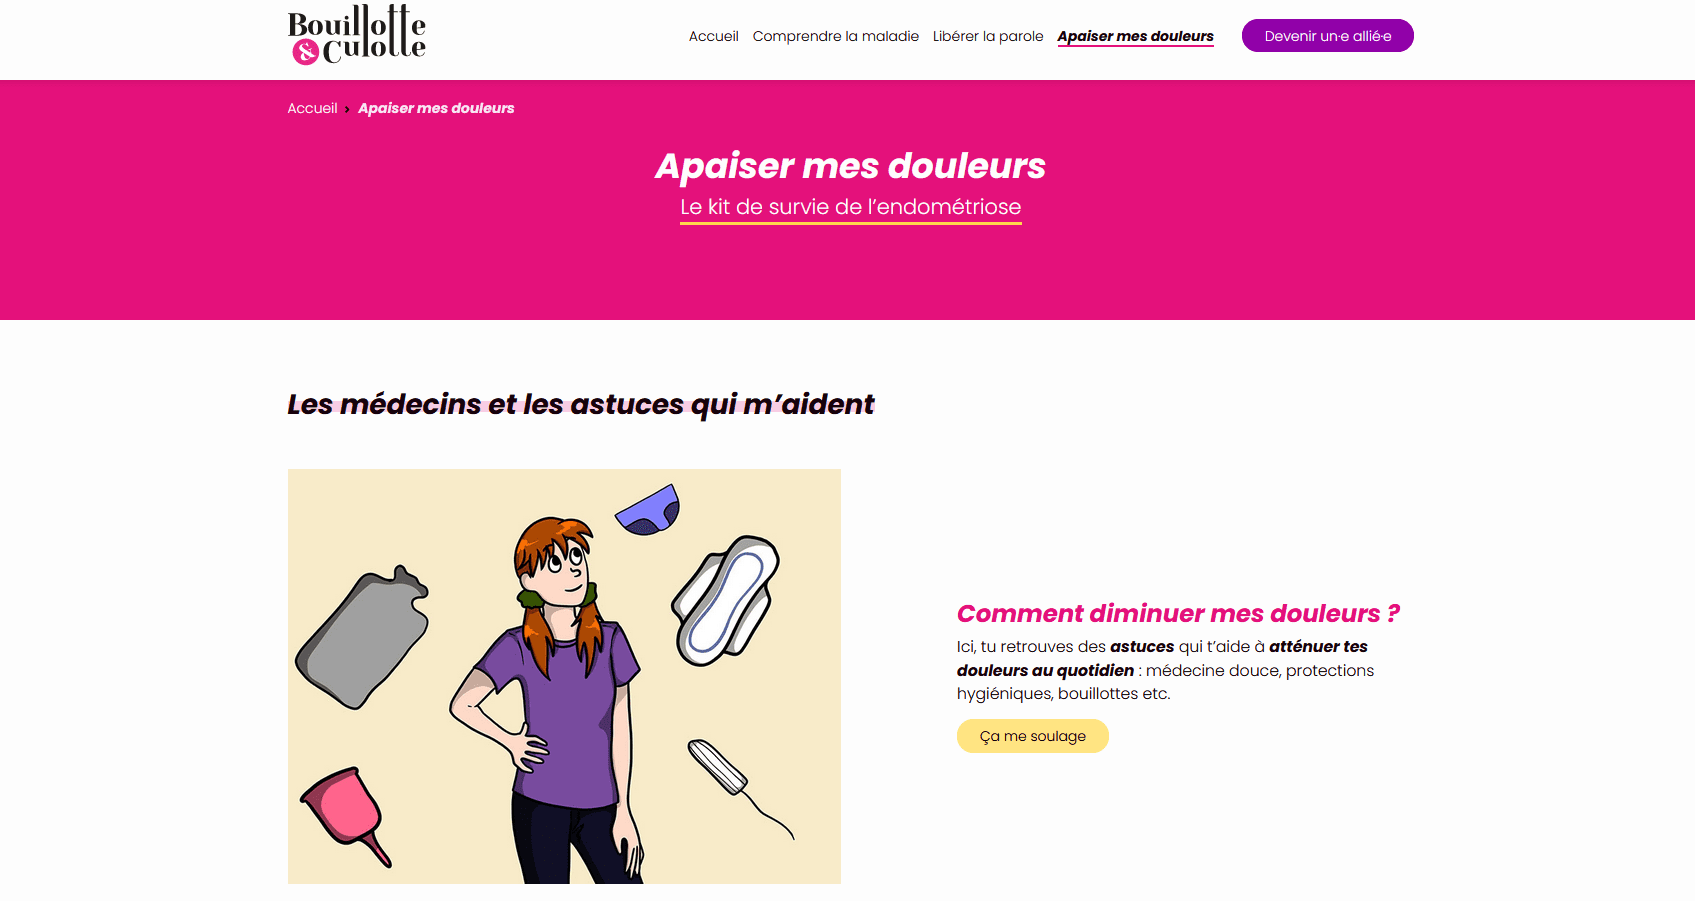 Bouillotte
& Culotte
Accueil Comprendre la maladie Libérer la parole Apaiser mes douleurs Devenir un·e allié·e
Accueil › Apaiser mes douleurs
Apaiser mes douleurs
Le kit de survie de l’endométriose
Les médecins et les astuces qui m’aident
Comment diminuer mes douleurs ?
Ici, tu retrouves des astuces qui t’aide à atténuer tes
douleurs au quotidien : médecine douce, protections
hygiéniques, bouillottes etc.
Ça me soulage